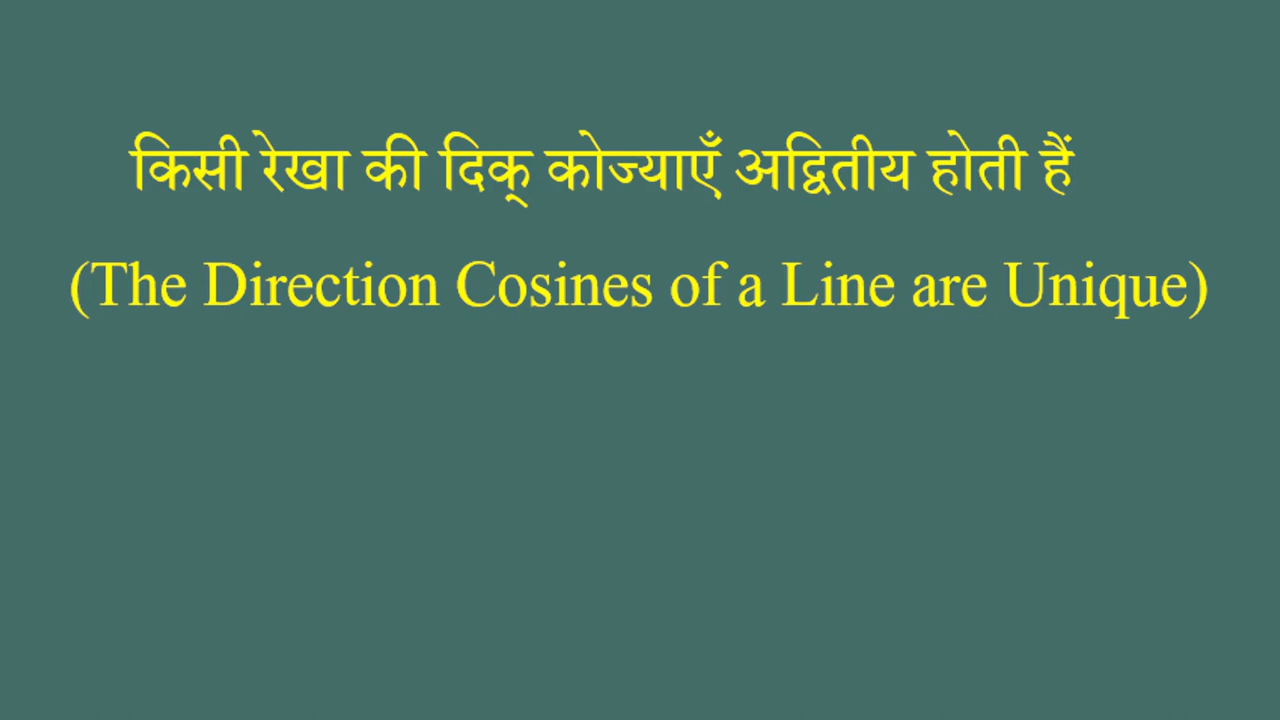 किसी रेखा की दिक् कोज्याएँ अद्वितीय होती हैं
(The Direction Cosines of a Line are Unique)